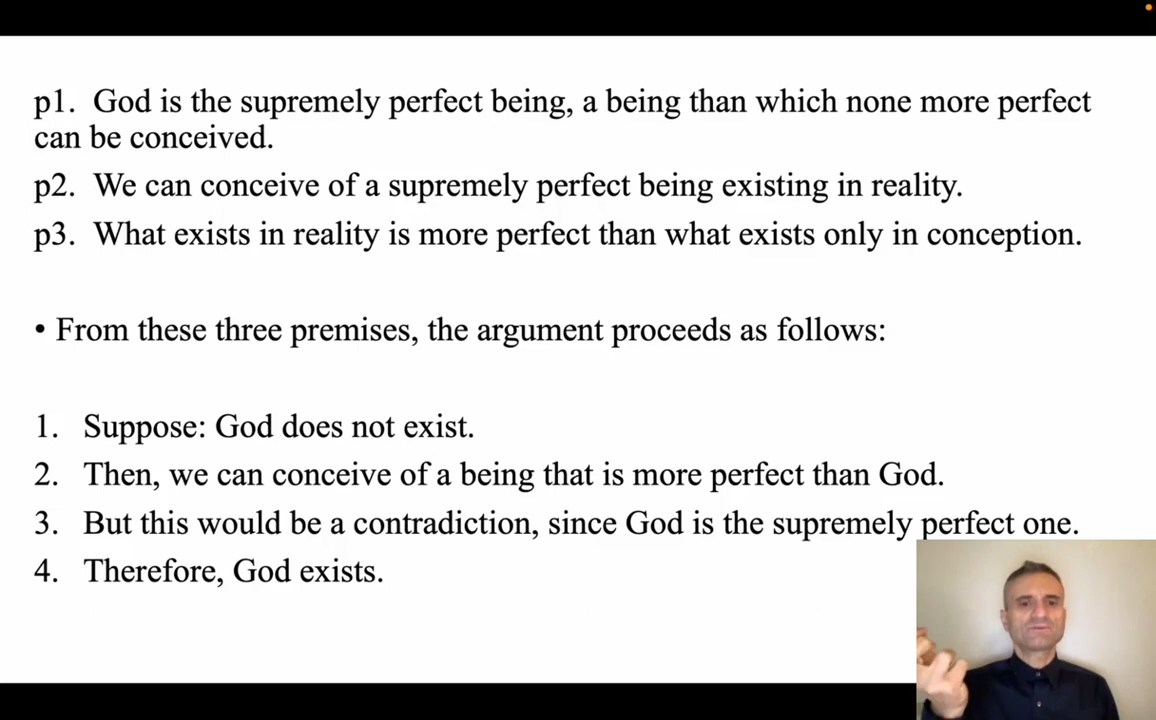 p1. God is the supremely perfect being, a being than which none more perfect
can be conceived.
p2. We can conceive of a supremely perfect being existing in reality.
p3. What exists in reality is more perfect than what exists only in conception.
• From these three premises, the argument proceeds as follows:
1. Suppose: God does not exist.
2. Then, we can conceive of a being that is more perfect than God.
3. But this would be a contradiction, since God is the supremely perfect one.
4. Therefore, God exists.